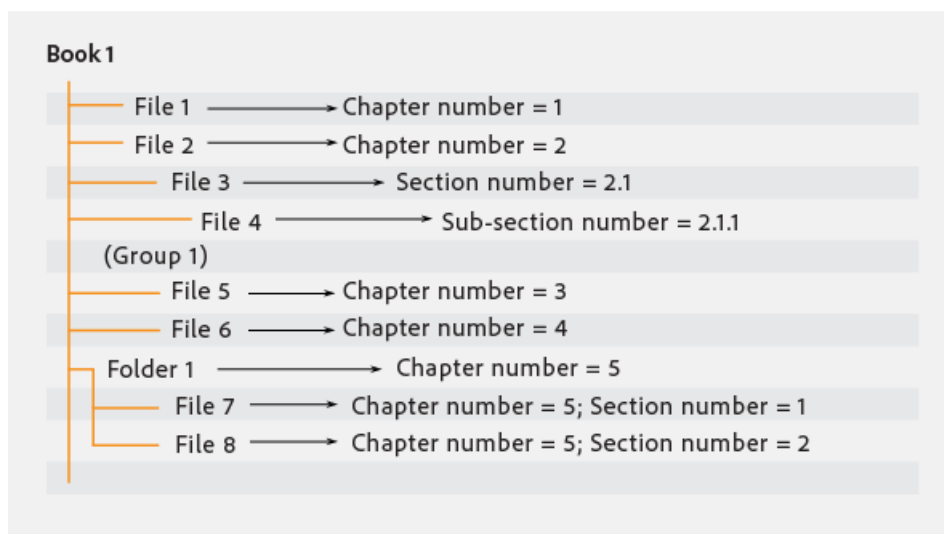 Book 1
File 1 Chapter number = 1
File 2 Chapter number = 2
File 3 Section number = 2.1
File 4 Sub-section number = 2.1.1
(Group 1)
File 5 Chapter number = 3
File 6 Chapter number = 4
Folder 1 Chapter number = 5
File 7 Chapter number = 5; Section number = 1
File 8 Chapter number = 5; Section number = 2